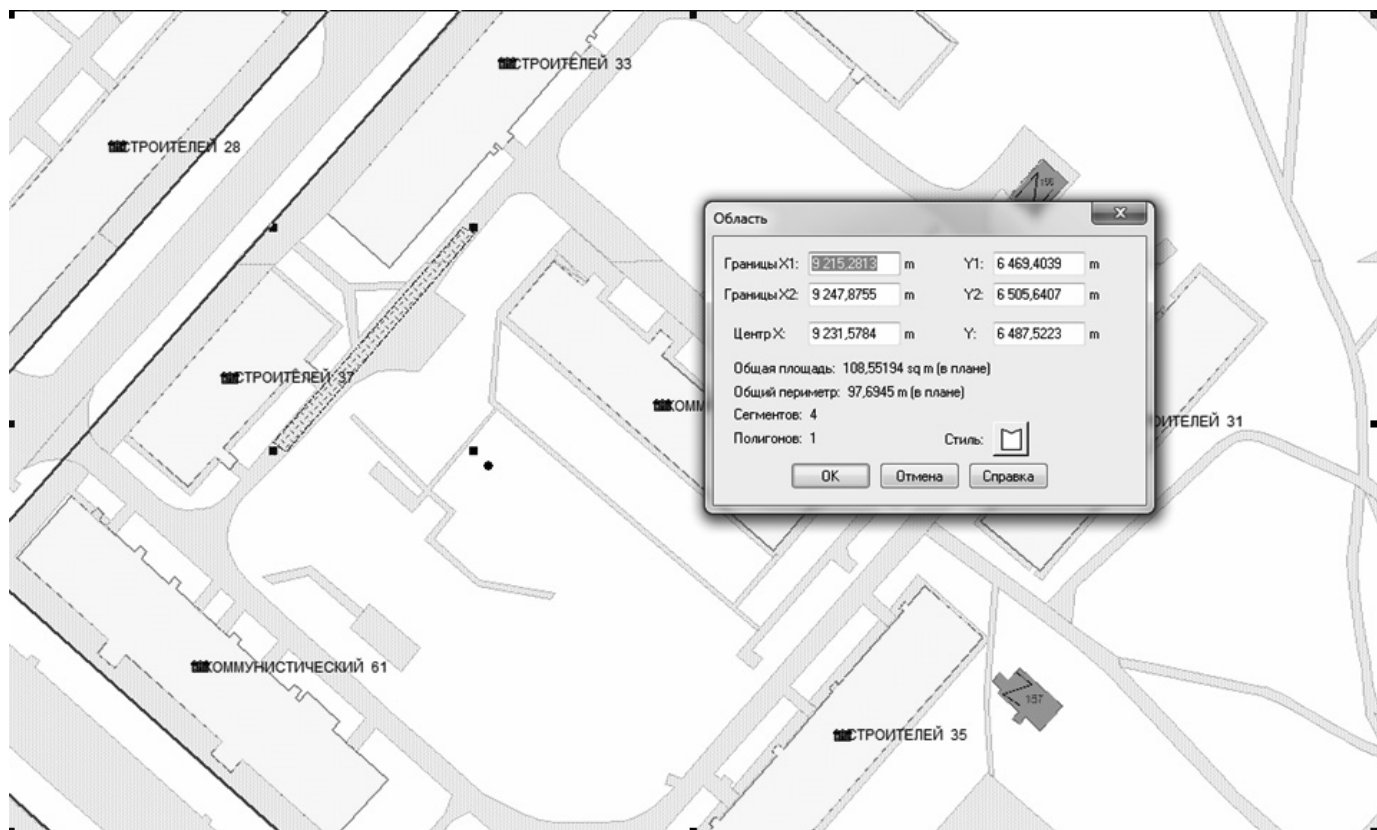 СТРОИТЕЛЕЙ 33
СТРОИТЕЛЕЙ 28
155
Область
Границы X1: 9 215,2813 m Y1: 6 469,4039 m
Границы X2: 9 247,8755 m Y2: 6 505,6407 m
Центр X: 9 231,5784 m Y: 6 487,5223 m
Общая площадь: 108,55194 sq m (в плане)
Общий периметр: 97,6945 m (в плане)
Сегментов: 4
Полигонов: 1
Стиль:
OK Отмена Справка
СТРОИТЕЛЕЙ 37
КОММ
ОИТЕЛЕЙ 31
КОММУНИСТИЧЕСКИЙ 61
157
СТРОИТЕЛЕЙ 35